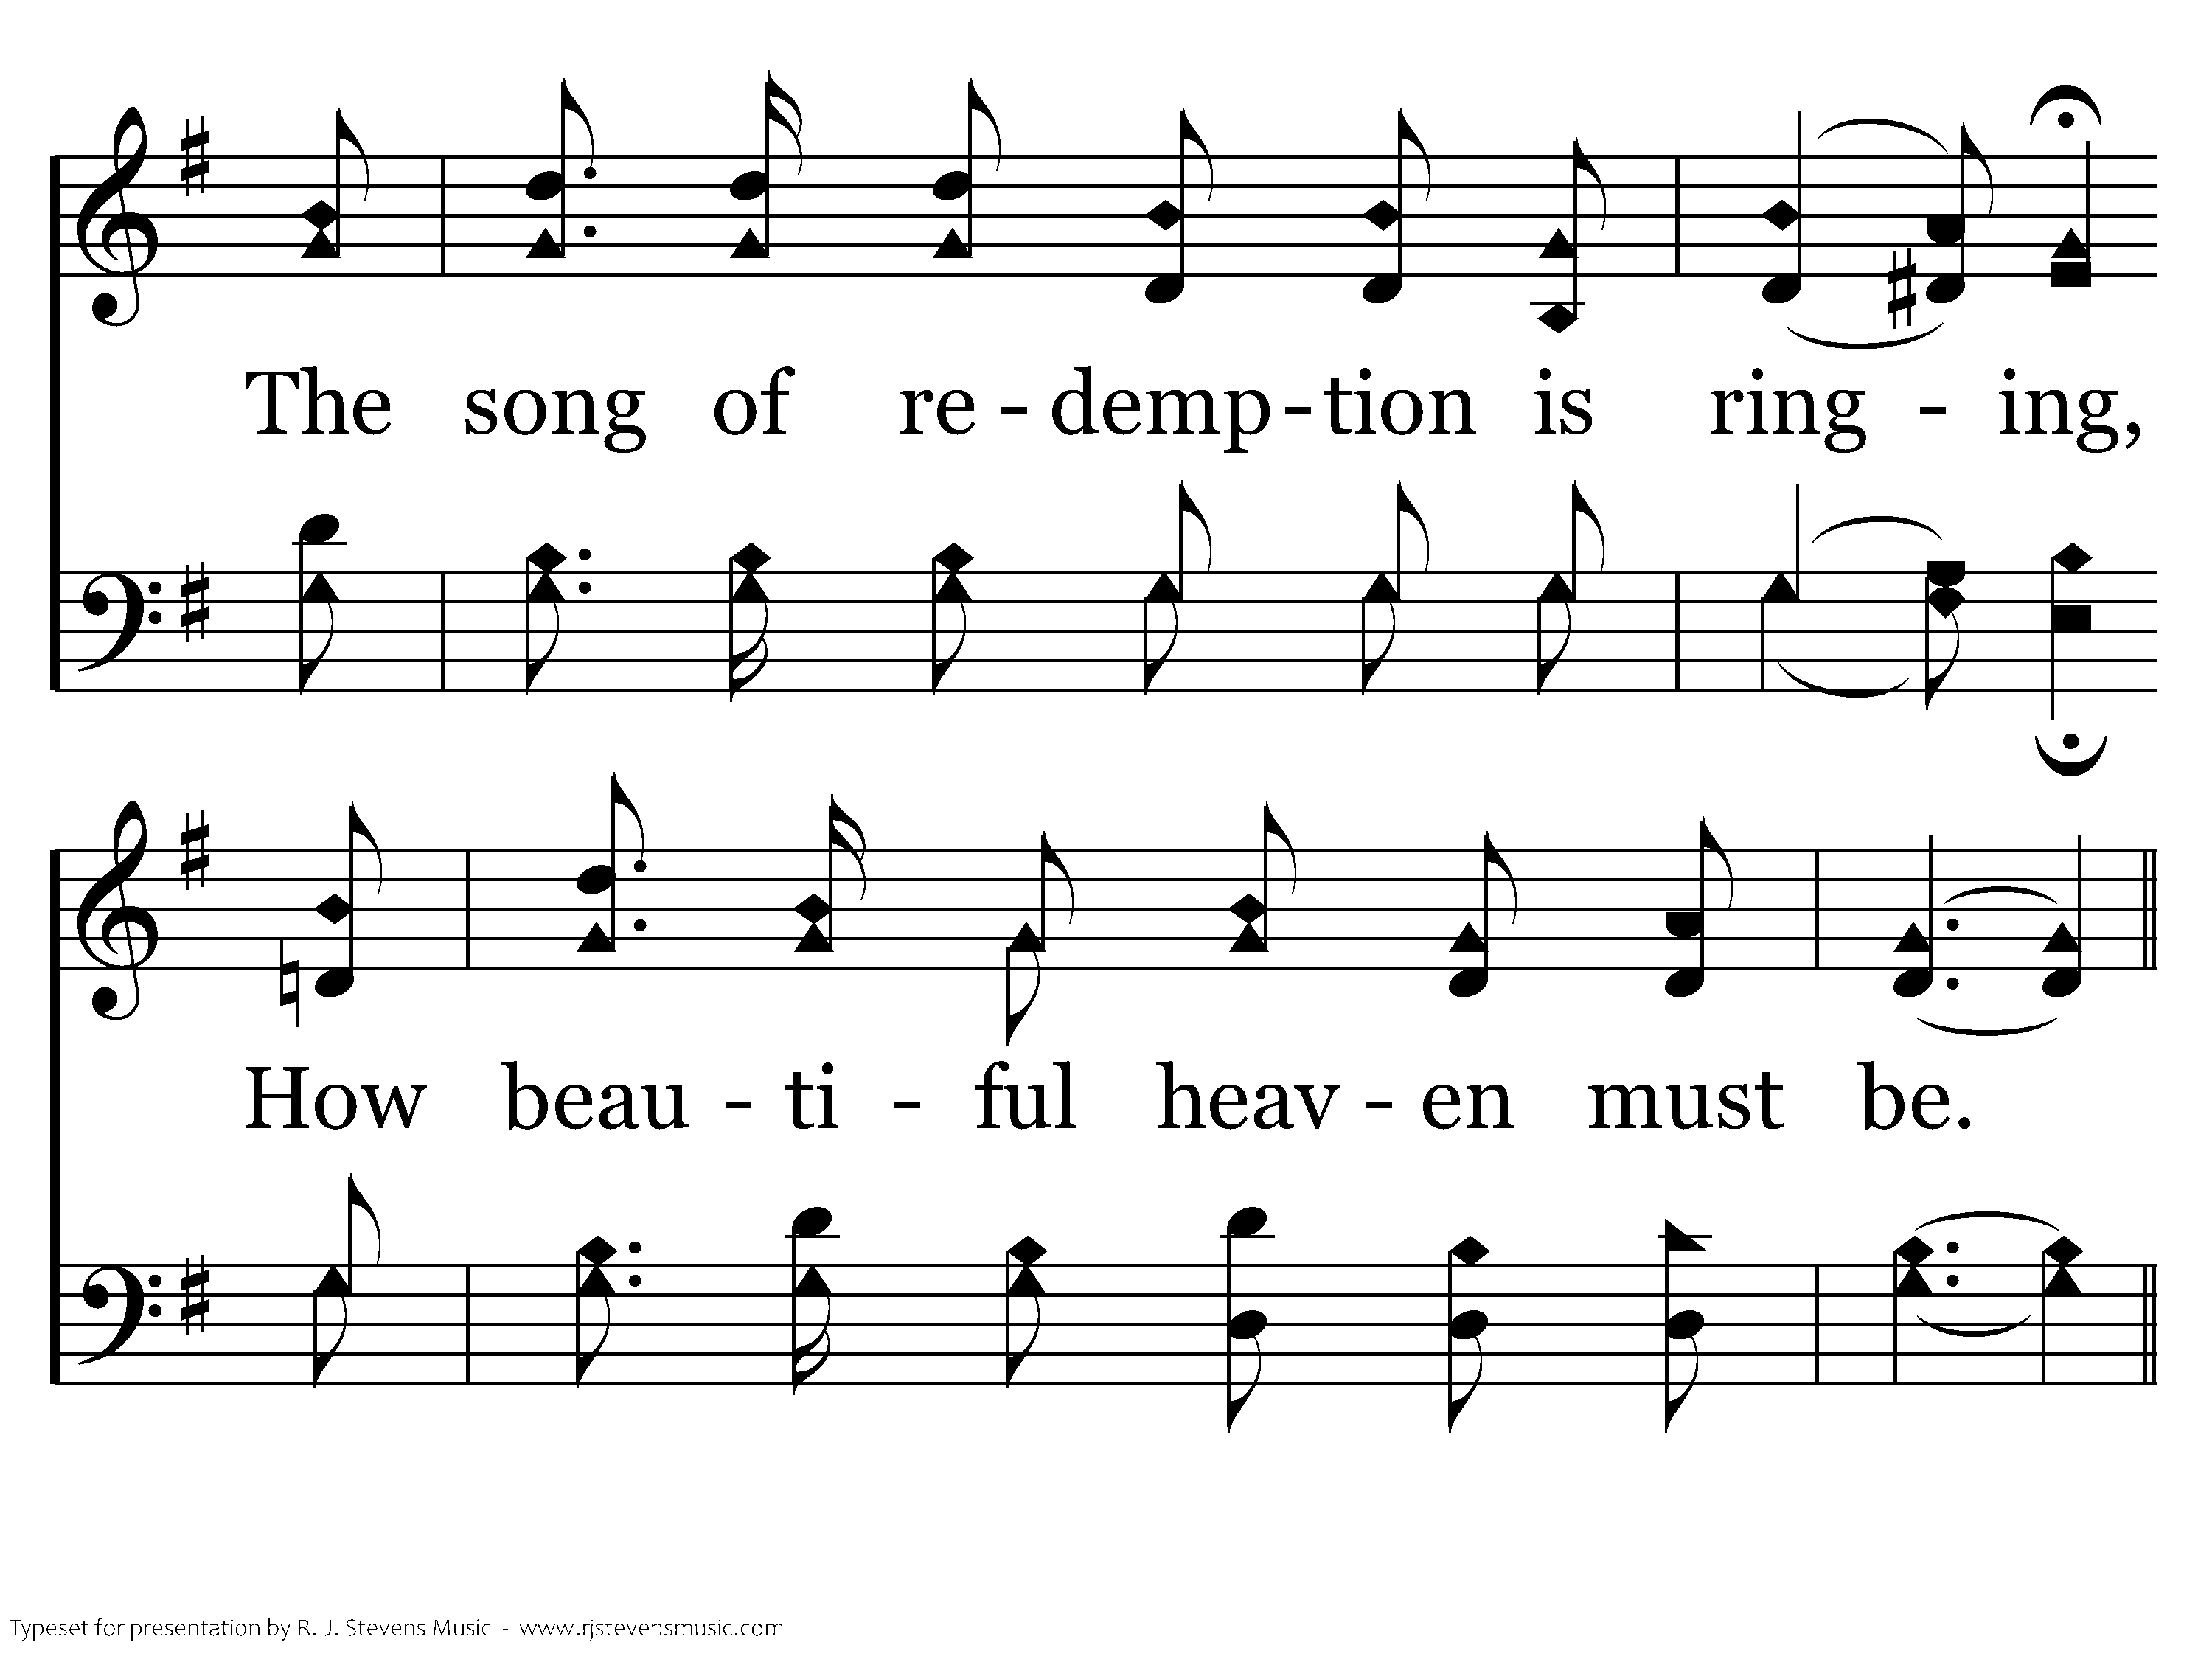 The song of re - demp - tion is ring - ing,
How beau - ti - ful heav - en must be.
Typeset for presentation by R. J. Stevens Music - www.rjstevensmusic.com